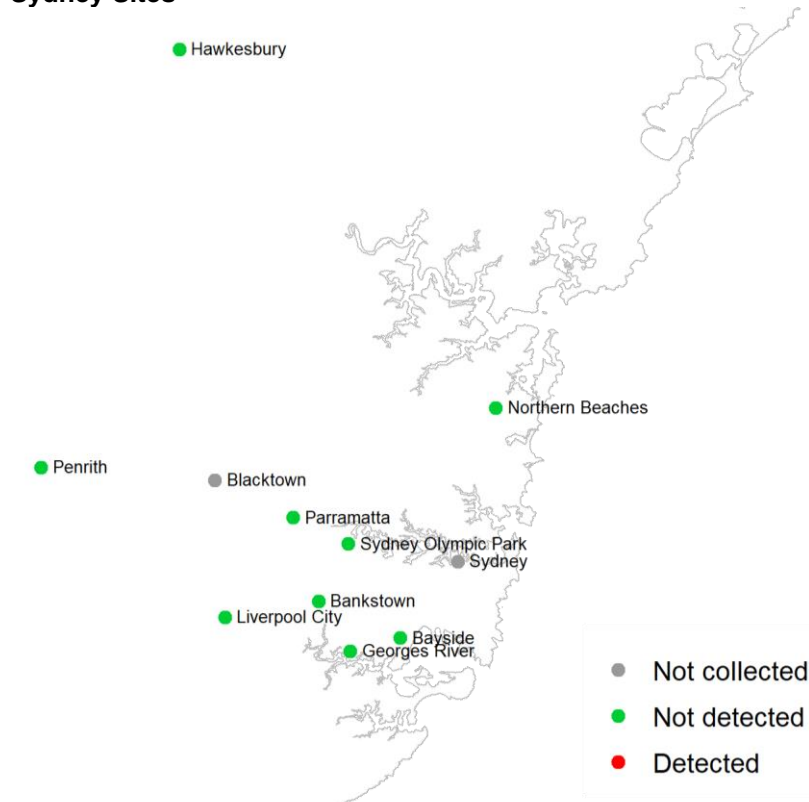 Sydney Sites
Hawkesbury
Northern Beaches
Penrith
Blacktown
Parramatta
Sydney Olympic Park
Sydney
Bankstown
Liverpool City
Bayside
Georges River
Not collected
Not detected
Detected